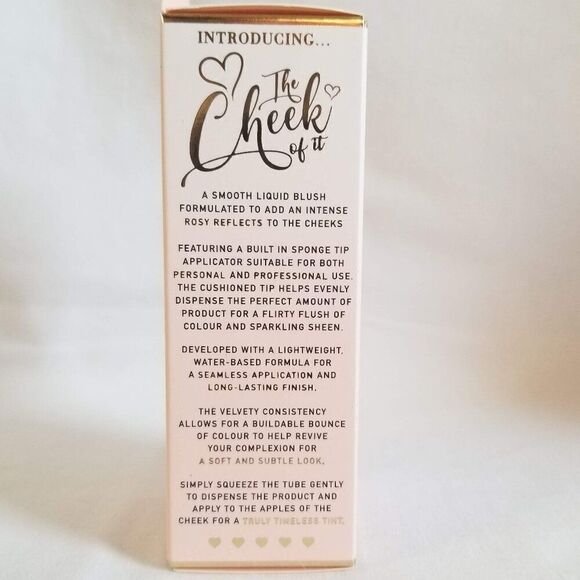 INTRODUCING...
The
Cheek
of it
A SMOOTH LIQUID BLUSH
FORMULATED TO ADD AN INTENSE
ROSY REFLECTS TO THE CHEEKS
FEATURING A BUILT IN SPONGE TIP
APPLICATOR SUITABLE FOR BOTH
PERSONAL AND PROFESSIONAL USE.
THE CUSHIONED TIP HELPS EVENLY
DISPENSE THE PERFECT AMOUNT OF
PRODUCT FOR A FLIRTY FLUSH OF
COLOUR AND SPARKLING SHEEN.
DEVELOPED WITH A LIGHTWEIGHT,
WATER-BASED FORMULA FOR
A SEAMLESS APPLICATION AND
LONG-LASTING FINISH.
THE VELVETY CONSISTENCY
ALLOWS FOR A BUILDABLE BOUNCE
OF COLOUR TO HELP REVIVE
YOUR COMPLEXION FOR
A SOFT AND SUBTLE LOOK.
SIMPLY SQUEEZE THE TUBE GENTLY
TO DISPENSE THE PRODUCT AND
APPLY TO THE APPLES OF THE
CHEEK FOR A TRULY TIMELESS TINT.